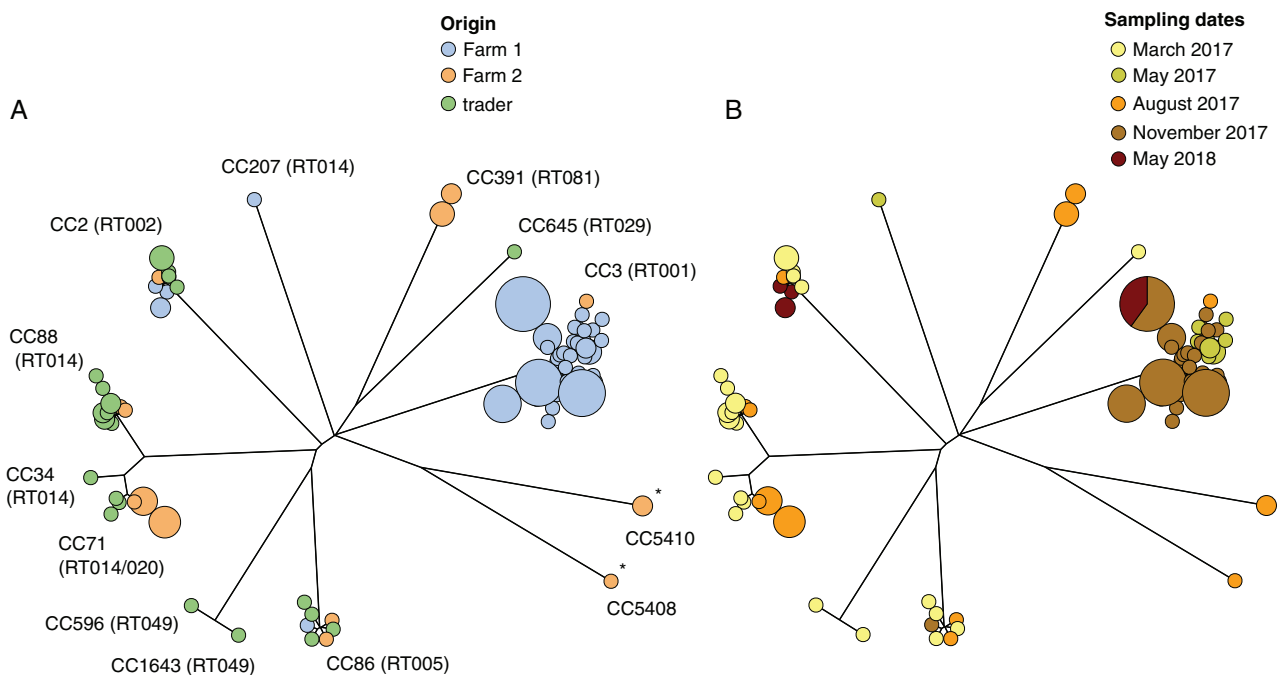 Origin
Farm 1
Farm 2
trader
A
CC207 (RT014)
CC391 (RT081)
CC2 (RT002)
CC645 (RT029)
CC3 (RT001)
CC88
(RT014)
CC34
(RT014)
*
CC5410
CC71
(RT014/020)
*
CC5408
CC596 (RT049)
CC1643 (RT049)
CC86 (RT005)
Sampling dates
March 2017
May 2017
August 2017
November 2017
May 2018
B